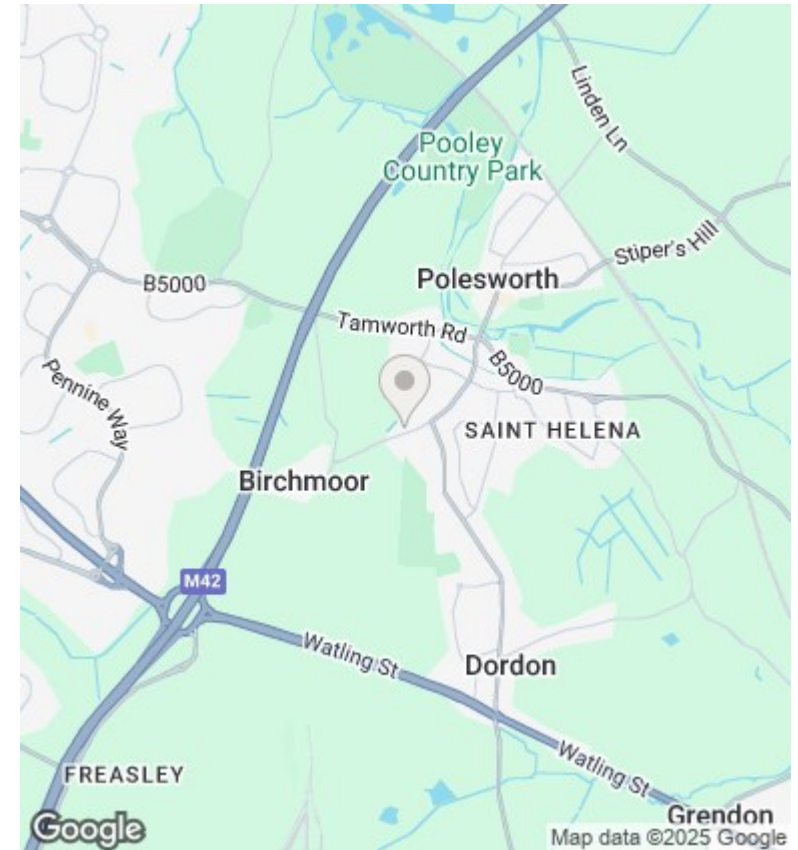 Linden Ln
Pooley
Country Park
Stiper's Hill
Polesworth
B5000
Tamworth Rd
B5000
Pennine Way
SAINT HELENA
Birchmoor
M42
Watling St
Dordon
Watling St
FREASLEY
Grendon
Google
Map data ©2025 Google